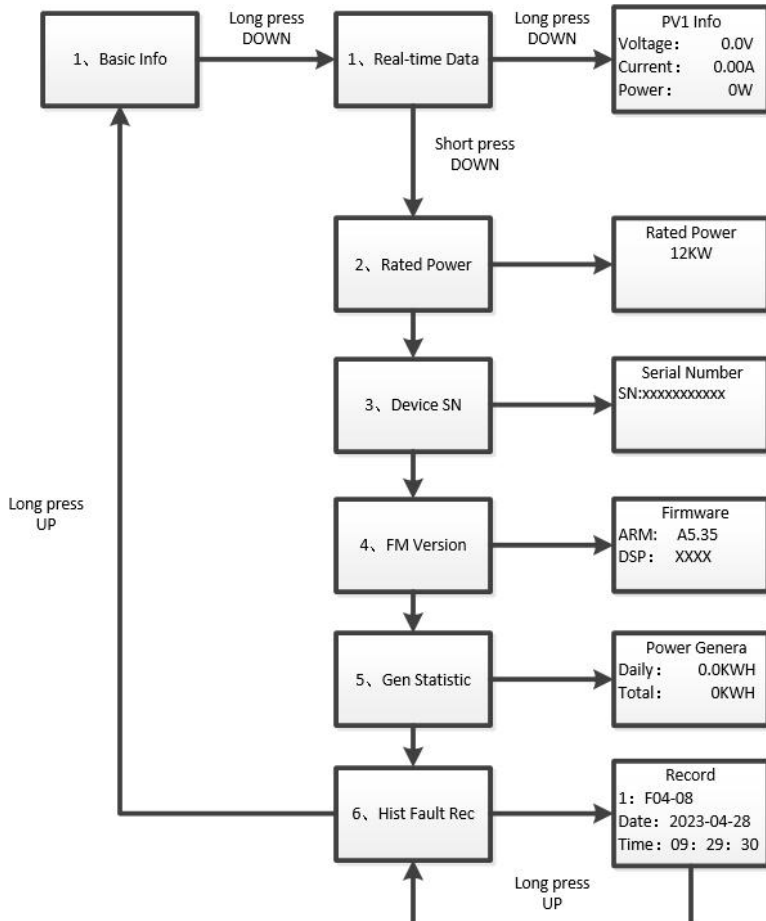 Long press
DOWN
Long press
DOWN
1、Basic Info
1、Real-time Data
PV1 Info
Voltage： 0.0V
Current： 0.00A
Power： 0W
Short press
DOWN
2、Rated Power
Rated Power
12KW
3、Device SN
Serial Number
SN:xxxxxxxxxxx
Long press
UP
4、FM Version
Firmware
ARM: A5.35
DSP： XXXX
5、Gen Statistic
Power Genera
Daily： 0.0KWH
Total： 0KWH
6、Hist Fault Rec
Record
1：F04-08
Date：2023-04-28
Time：09：29：30
Long press
UP